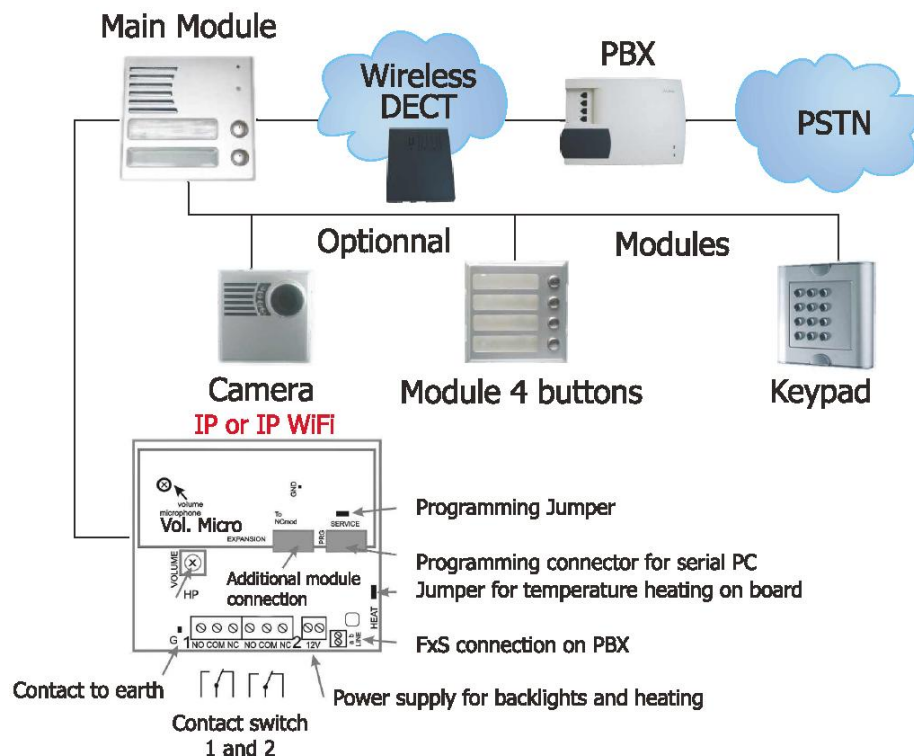 Main Module
Wireless
DECT
PBX
PSTN
Optionnal
Modules
Camera
IP or IP WiFi
Module 4 buttons
Keypad
volume
microphone
Vol. Micro
GND
To
NGmod
EXPANSION
PRG
SERVICE
Programming Jumper
Programming connector for serial PC
VOLUME
HP
Additional module
connection
HEAT
Jumper for temperature heating on board
G
1
NO COM NC NO COM NC
2
12V
a b
LINE
FxS connection on PBX
Contact to earth
Power supply for backlights and heating
Contact switch
1 and 2